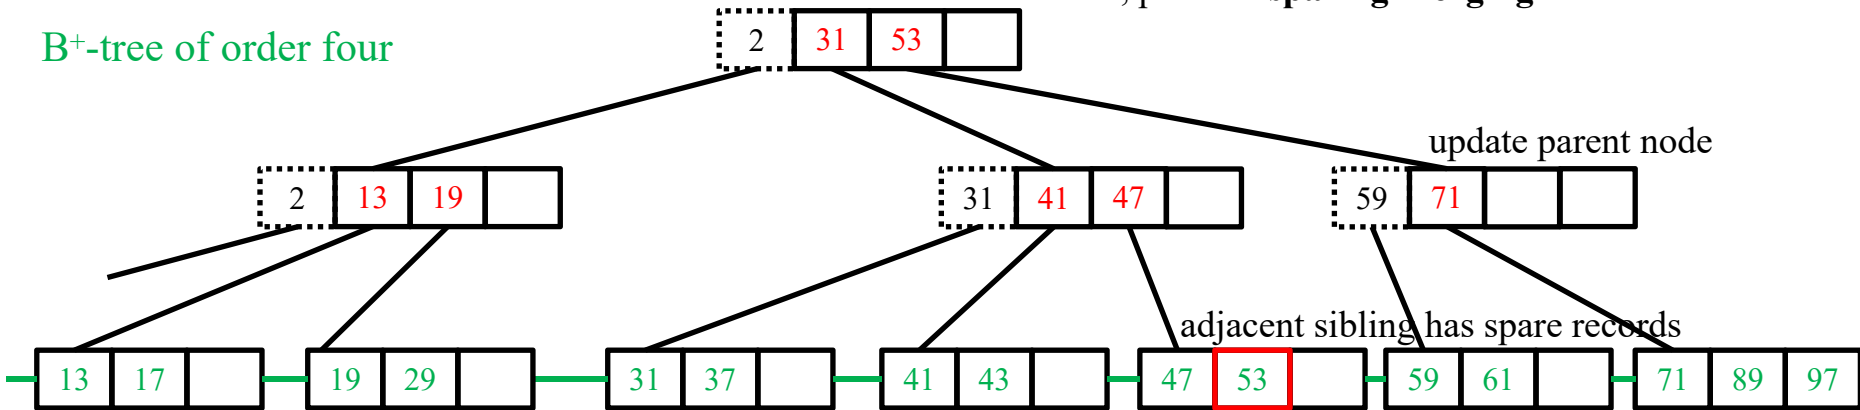 B+-tree of order four
2 31 53
update parent node
2 13 19
31 41 47
59 71
adjacent sibling has spare records
13 17
19 29
31 37
41 43
47 53
59 61
71 89 97